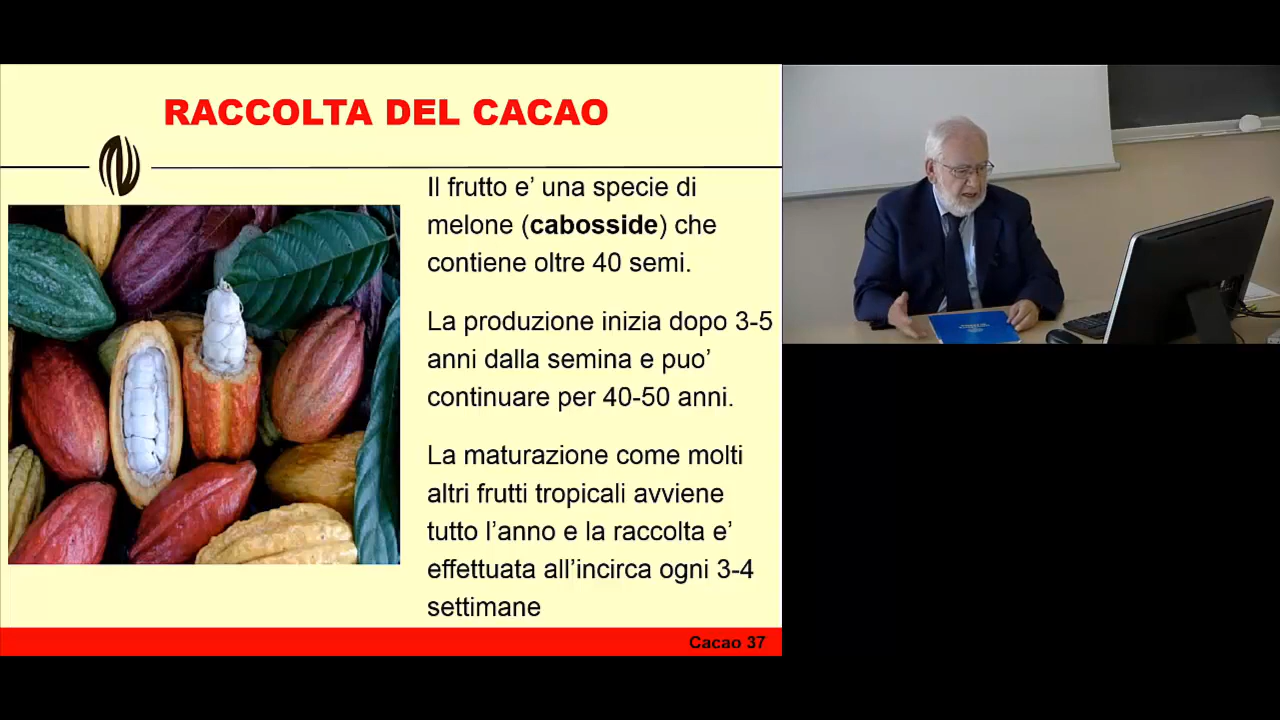 RACCOLTA DEL CACAO
Il frutto e’ una specie di
melone (cabosside) che
contiene oltre 40 semi.
La produzione inizia dopo 3-5
anni dalla semina e puo’
continuare per 40-50 anni.
La maturazione come molti
altri frutti tropicali avviene
tutto l’anno e la raccolta e’
effettuata all’incirca ogni 3-4
settimane
Cacao 37